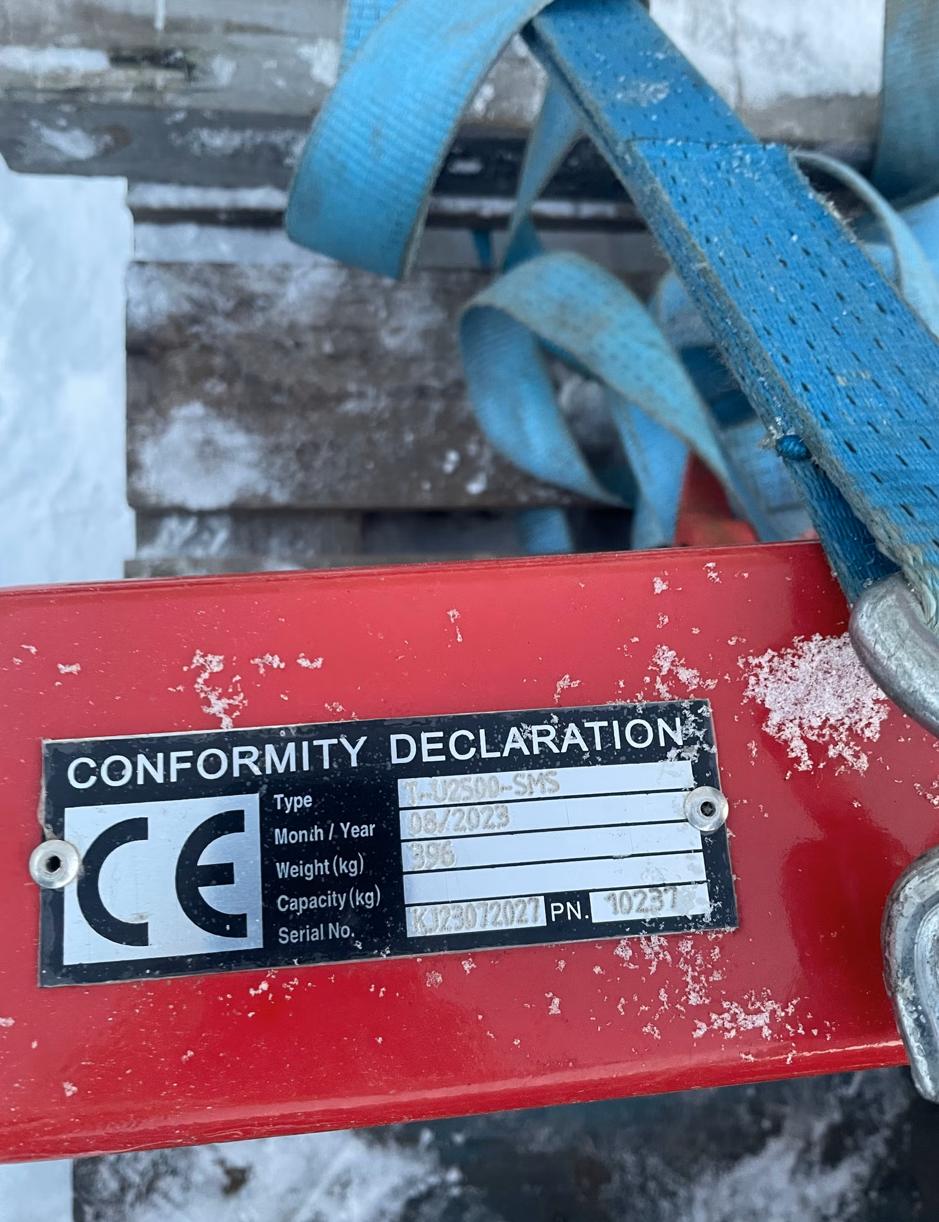 CONFORMITY DECLARATION
CE
Type T-U2500-SMS
Month / Year 08/2023
Weight (kg) 396
Capacity (kg)
Serial No. KJ23072027 PN. 10237